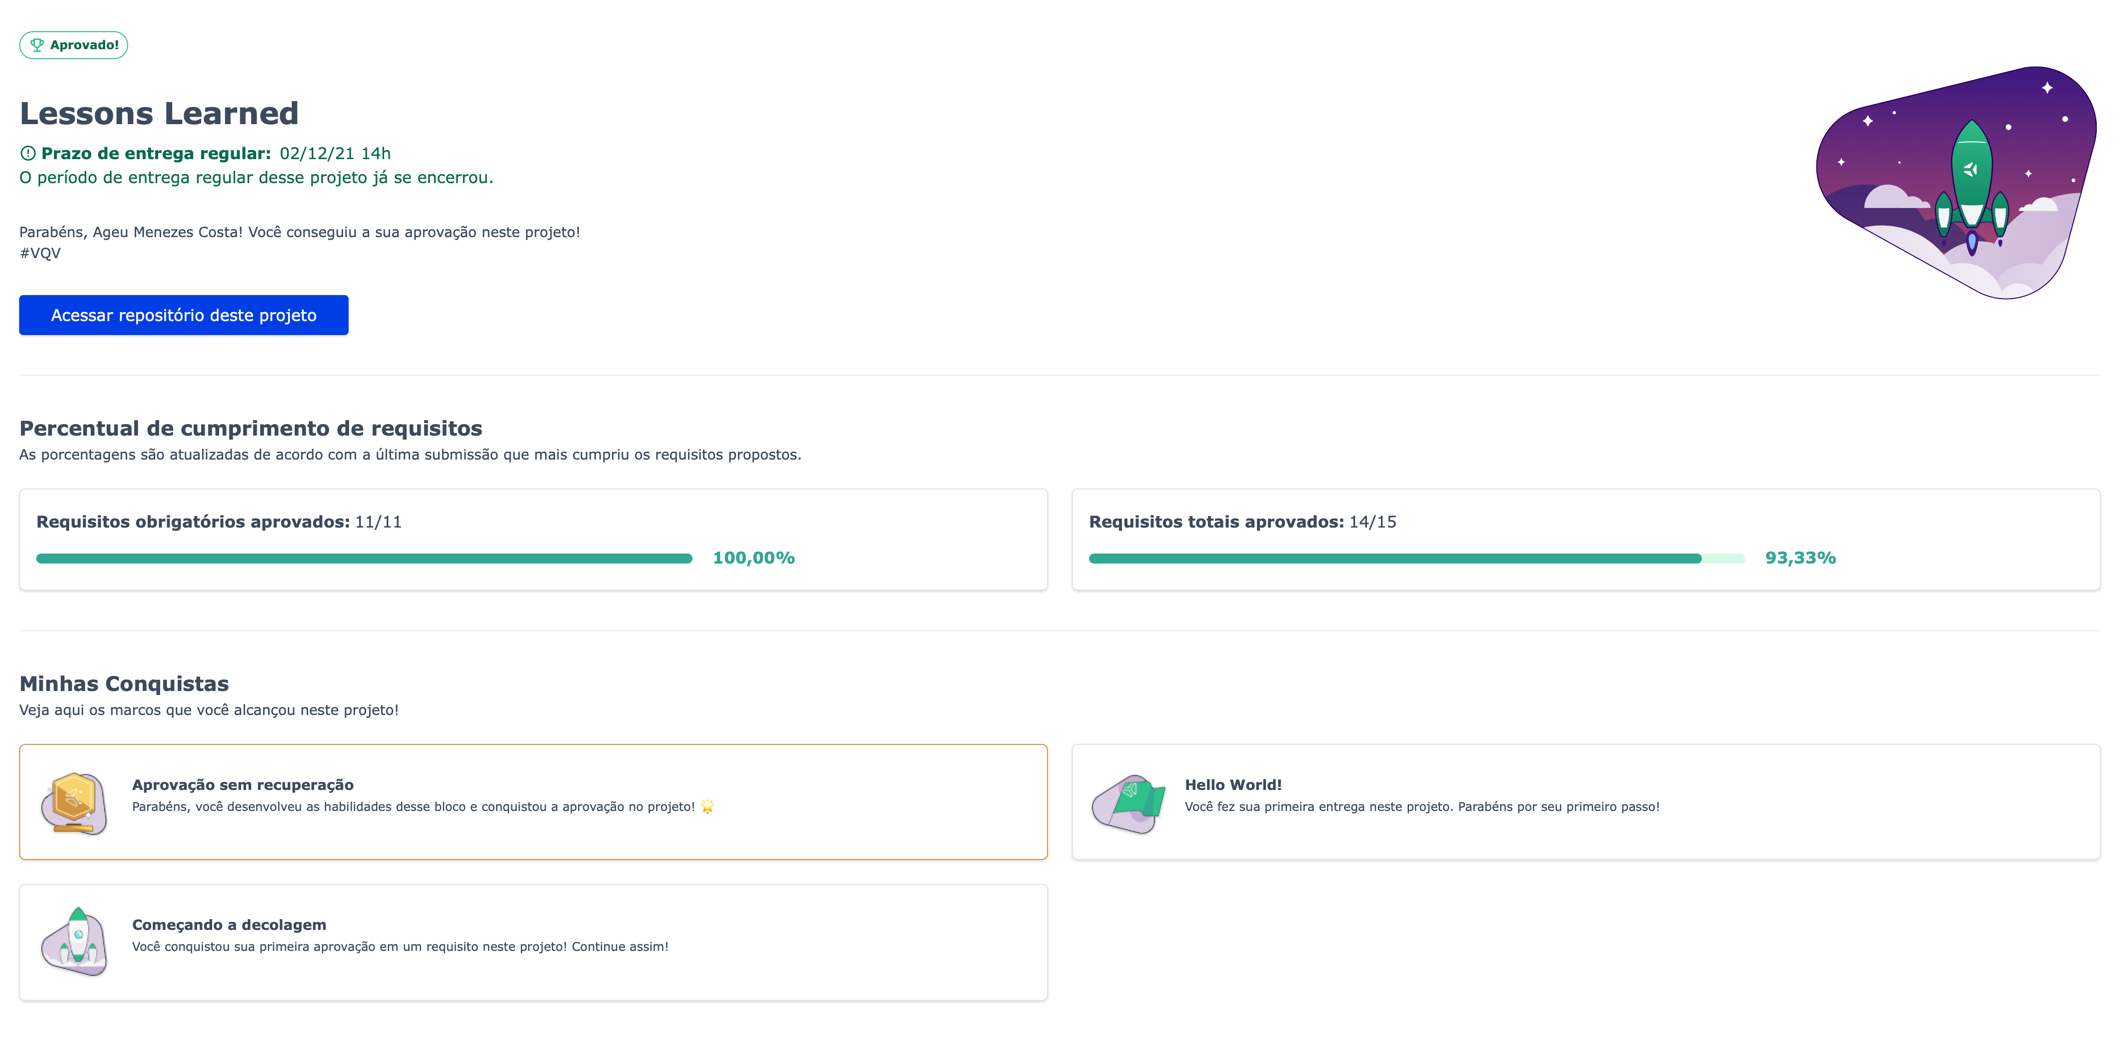 Aprovado!
Lessons Learned
Prazo de entrega regular: 02/12/21 14h
O período de entrega regular desse projeto já se encerrou.
Parabéns, Ageu Menezes Costa! Você conseguiu a sua aprovação neste projeto!
#VQV
Acessar repositório deste projeto
Percentual de cumprimento de requisitos
As porcentagens são atualizadas de acordo com a última submissão que mais cumpriu os requisitos propostos.
Requisitos obrigatórios aprovados: 11/11
100,00%
Requisitos totais aprovados: 14/15
93,33%
Minhas Conquistas
Veja aqui os marcos que você alcançou neste projeto!
Aprovação sem recuperação
Parabéns, você desenvolveu as habilidades desse bloco e conquistou a aprovação no projeto! 🌟
Hello World!
Você fez sua primeira entrega neste projeto. Parabéns por seu primeiro passo!
Começando a decolagem
Você conquistou sua primeira aprovação em um requisito neste projeto! Continue assim!